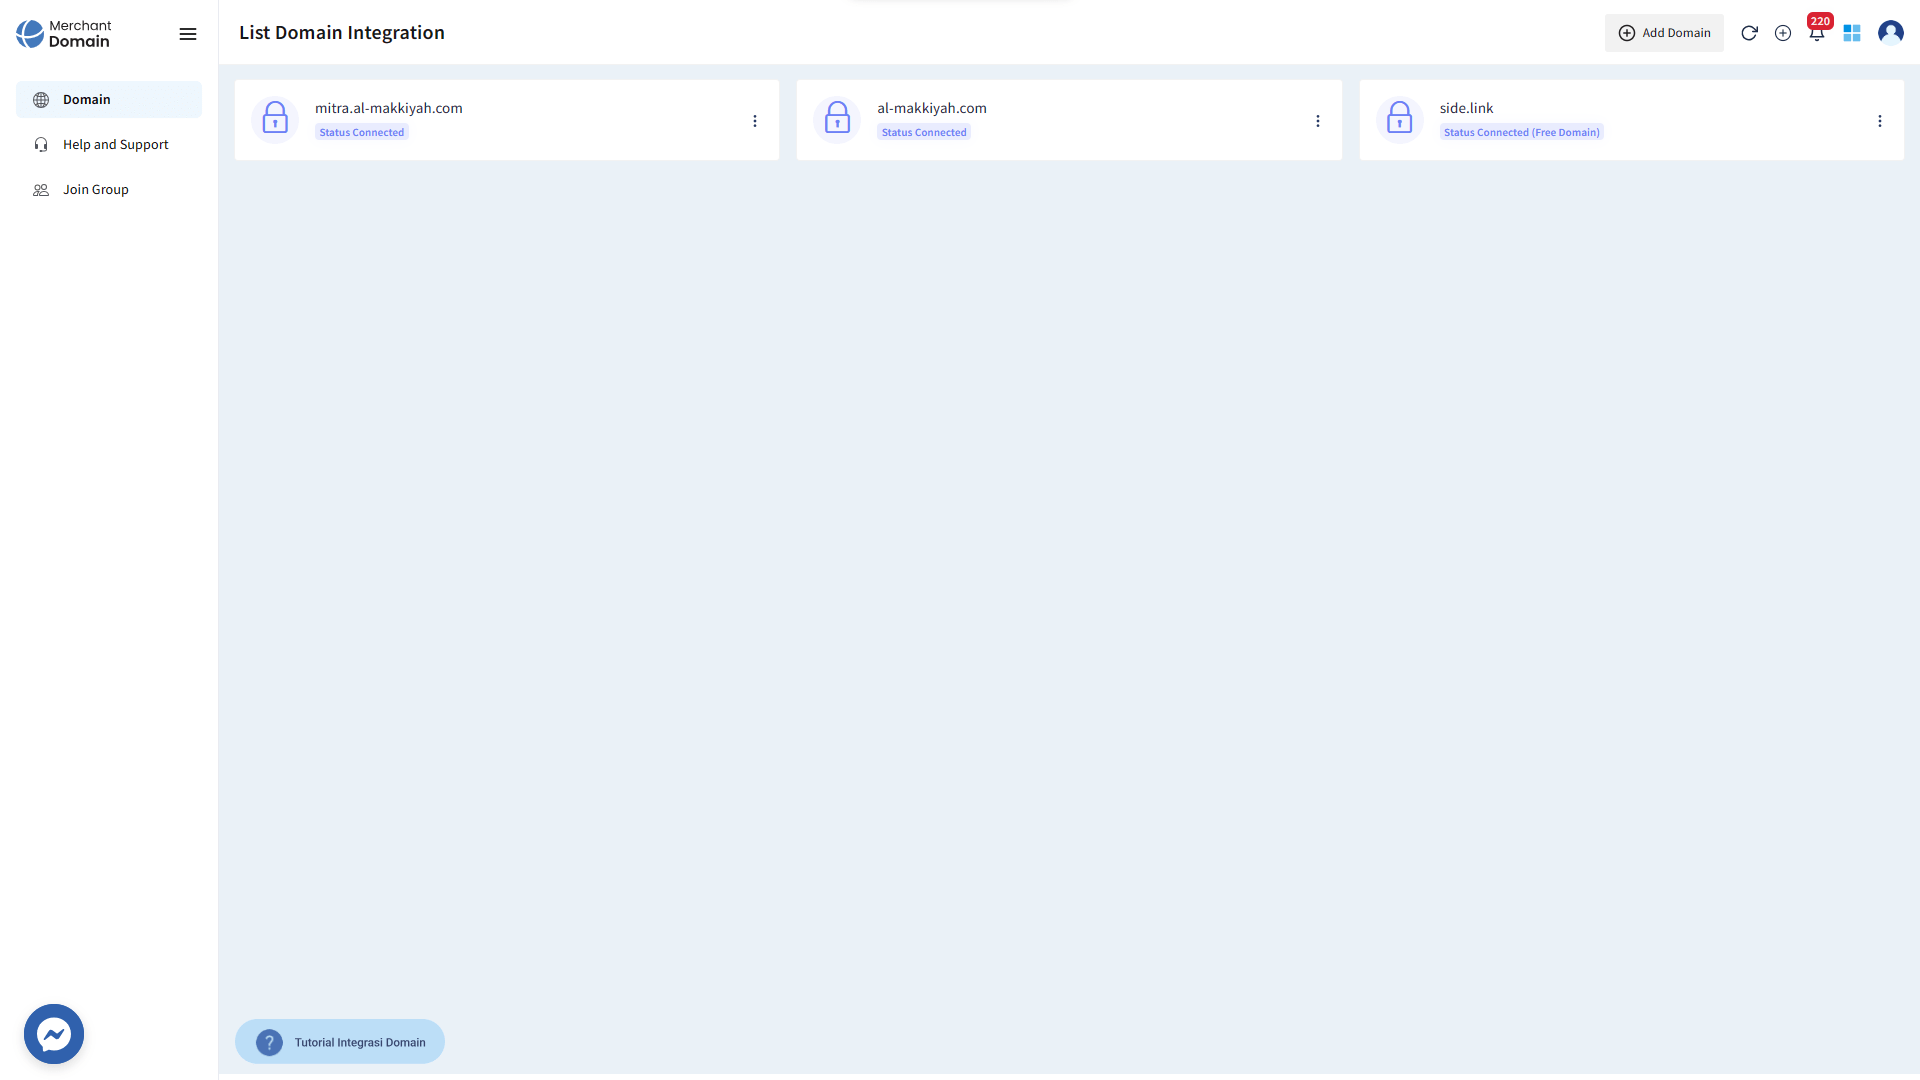 Merchant
Domain
List Domain Integration
Add Domain
220
Domain
Help and Support
Join Group
mitra.al-makkiyah.com
Status Connected
al-makkiyah.com
Status Connected
side.link
Status Connected (Free Domain)
? Tutorial Integrasi Domain